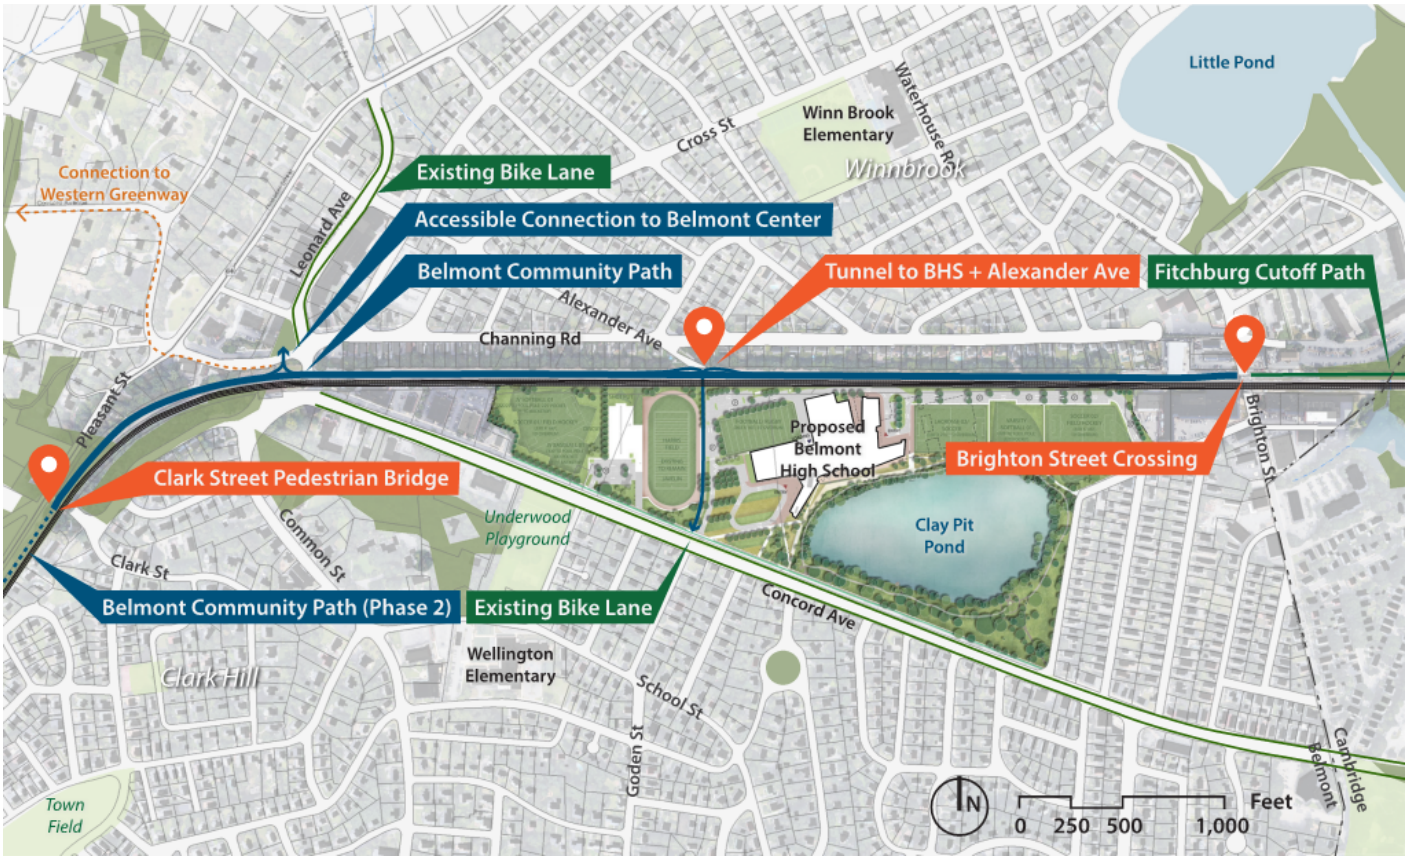 Little Pond
Winn Brook
Elementary
Waterhouse Rd
Winnbrook
Cross St
Connection to
Western Greenway
Existing Bike Lane
Leonard Ave
Accessible Connection to Belmont Center
Belmont Community Path
Tunnel to BHS + Alexander Ave
Fitchburg Cutoff Path
Alexander Ave
Channing Rd
Pleasant St
Proposed
Belmont
High School
Brighton St
Brighton Street Crossing
Clark Street Pedestrian Bridge
Underwood
Playground
Clay Pit
Pond
Common St
Clark St
Belmont Community Path (Phase 2)
Existing Bike Lane
Concord Ave
Wellington
Elementary
Clark Hill
School St
Goden St
Cambridge
Belmont
Town
Field
N
0 250 500 1,000 Feet